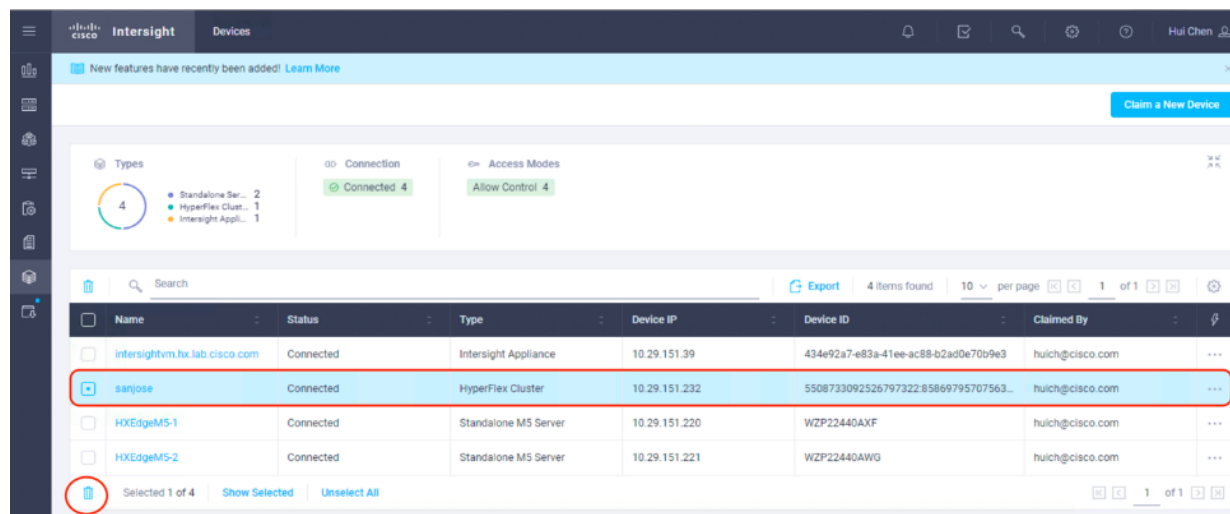 cisco Intersight Devices Hui Chen
New features have recently been added! Learn More
Claim a New Device
Types Connection Access Modes
4 Standalone Ser... 2 Connected 4 Allow Control 4
HyperFlex Clust... 1
Intersight Appli... 1
Search Export 4 items found 10 per page 1 of 1
Name Status Type Device IP Device ID Claimed By
intersightvm.hx.lab.cisco.com Connected Intersight Appliance 10.29.151.39 434e92a7-e83a-41ee-ac88-b2ad0e70b9e3 huich@cisco.com
sanjose Connected HyperFlex Cluster 10.29.151.232 5508733092526797322:85869795707563... huich@cisco.com
HXEdgeM5-1 Connected Standalone M5 Server 10.29.151.220 WZP22440AXF huich@cisco.com
HXEdgeM5-2 Connected Standalone M5 Server 10.29.151.221 WZP22440AWG huich@cisco.com
Selected 1 of 4 Show Selected Unselect All 1 of 1